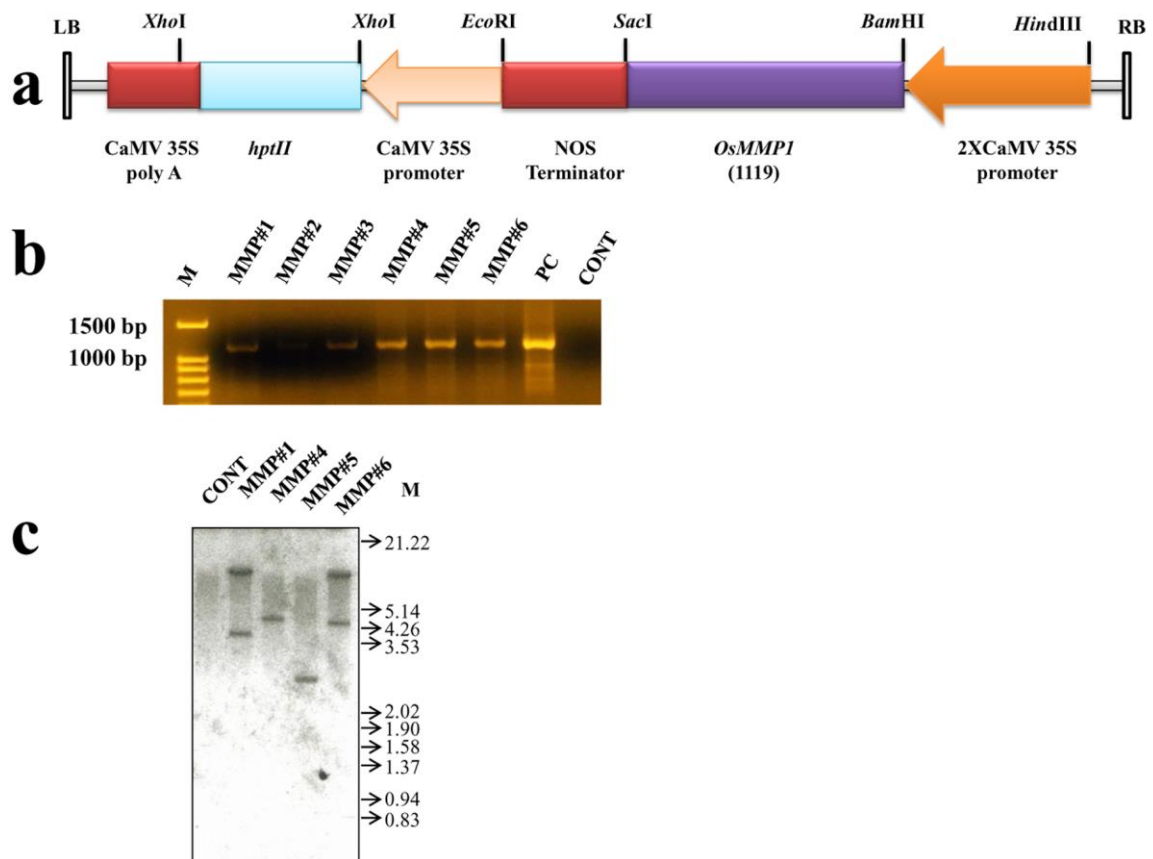 a
LB
XhoI
XhoI
EcoRI
SacI
BamHI
HindIII
RB
CaMV 35S
poly A
hptII
CaMV 35S
promoter
NOS
Terminator
OsMMP1
(1119)
2XCaMV 35S
promoter
b
M
MMP#1
MMP#2
MMP#3
MMP#4
MMP#5
MMP#6
PC
CONT
1500 bp
1000 bp
c
CONT
MMP#1
MMP#4
MMP#5
MMP#6
M
21.22
5.14
4.26
3.53
2.02
1.90
1.58
1.37
0.94
0.83